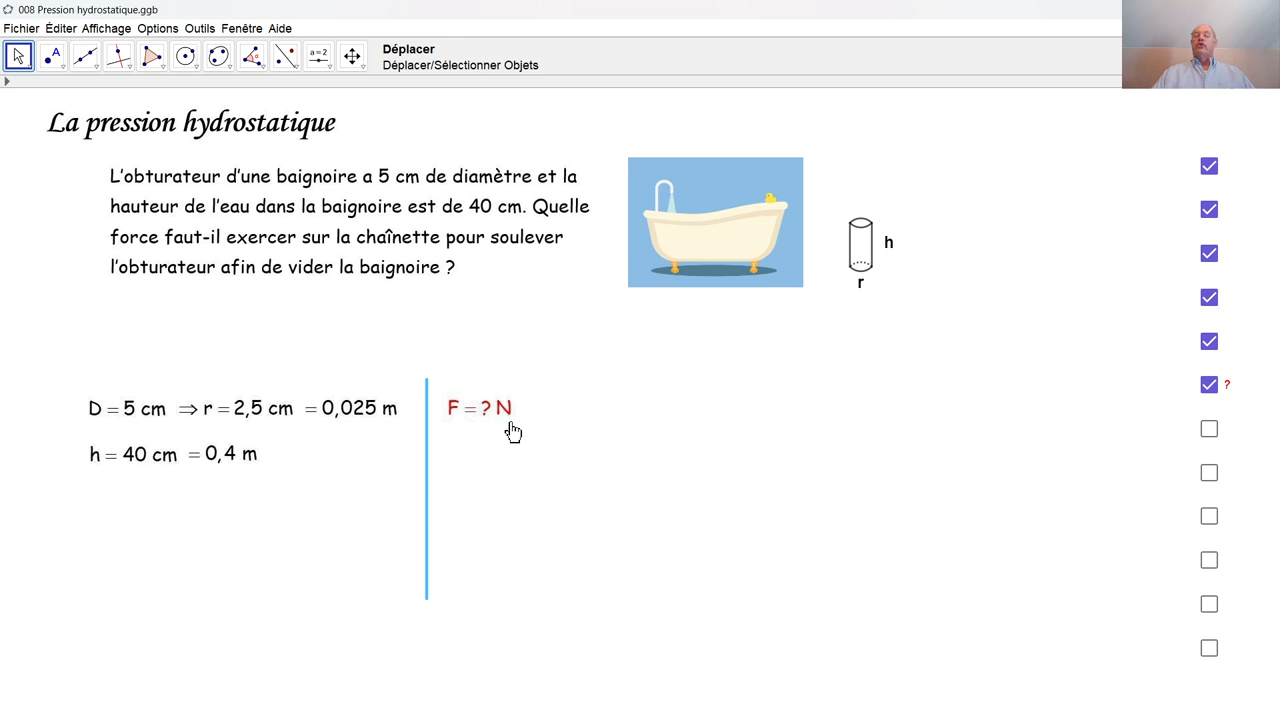 008 Pression hydrostatique.ggb
Fichier Éditer Affichage Options Outils Fenêtre Aide
A
a=2
Déplacer
Déplacer/Sélectionner Objets
La pression hydrostatique
L'obturateur d'une baignoire a 5 cm de diamètre et la
hauteur de l'eau dans la baignoire est de 40 cm. Quelle
force faut-il exercer sur la chaînette pour soulever
l'obturateur afin de vider la baignoire ?
h
r
D = 5 cm ⇒ r = 2,5 cm = 0,025 m
h = 40 cm = 0,4 m
F = ? N
?